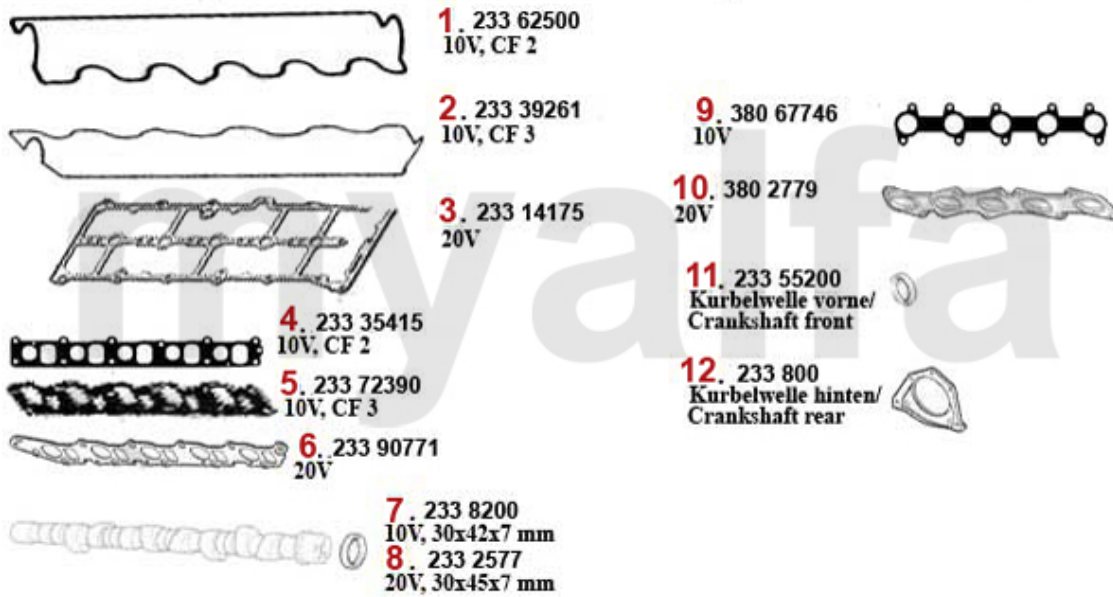 1. 233 62500
10V, CF 2
2. 233 39261
10V, CF 3
3. 233 14175
20V
4. 233 35415
10V, CF 2
5. 233 72390
10V, CF 3
6. 233 90771
20V
7. 233 8200
10V, 30x42x7 mm
8. 233 2577
20V, 30x45x7 mm
9. 380 67746
10V
10. 380 2779
20V
11. 233 55200
Kurbelwelle vorne/
Crankshaft front
12. 233 800
Kurbelwelle hinten/
Crankshaft rear
myalfa